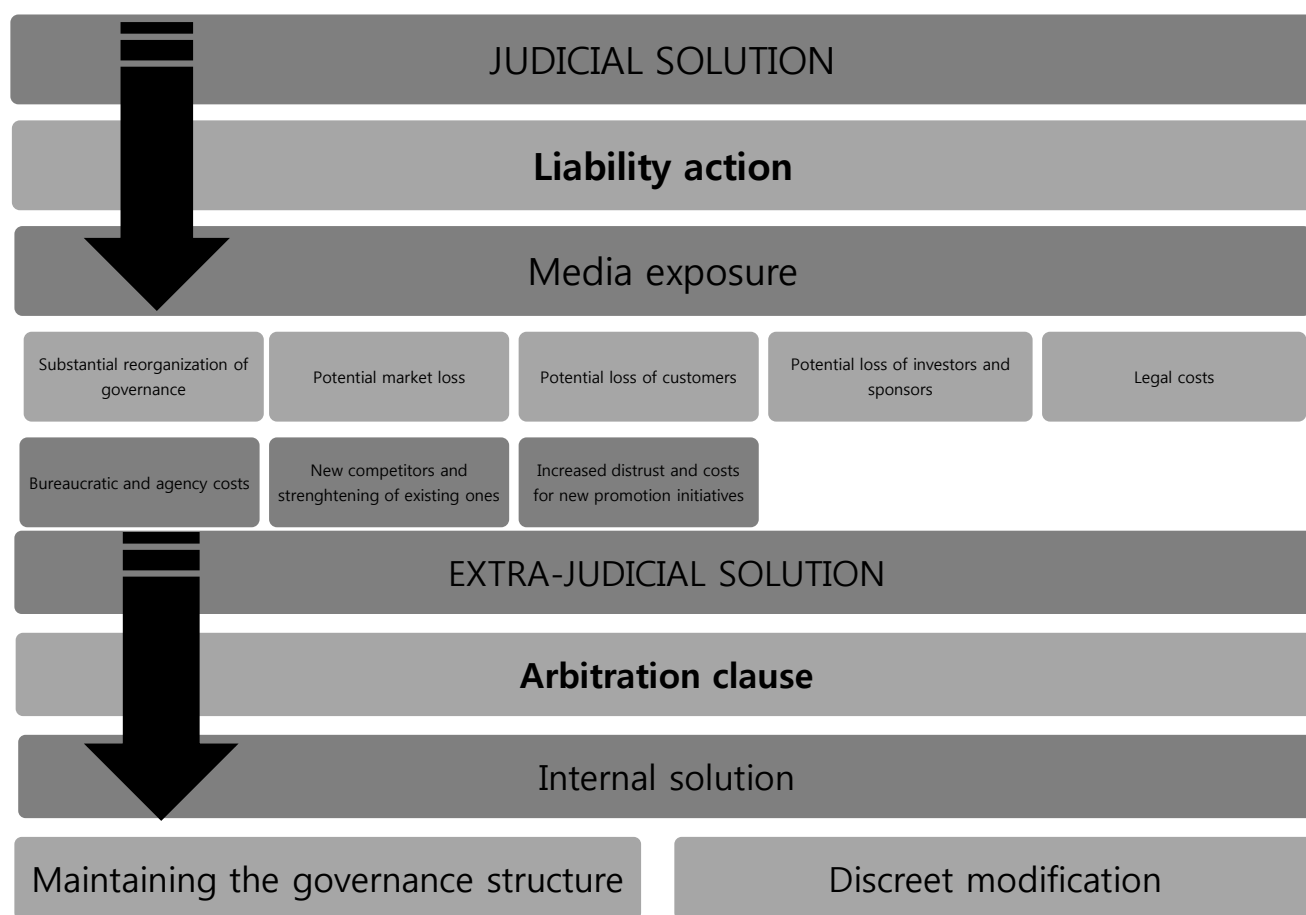 JUDICIAL SOLUTION
Liability action
Media exposure
Substantial reorganization of
governance
Potential market loss
Potential loss of customers
Potential loss of investors and
sponsors
Legal costs
Bureaucratic and agency costs
New competitors and
strenghtening of existing ones
Increased distrust and costs
for new promotion initiatives
EXTRA-JUDICIAL SOLUTION
Arbitration clause
Internal solution
Maintaining the governance structure
Discreet modification